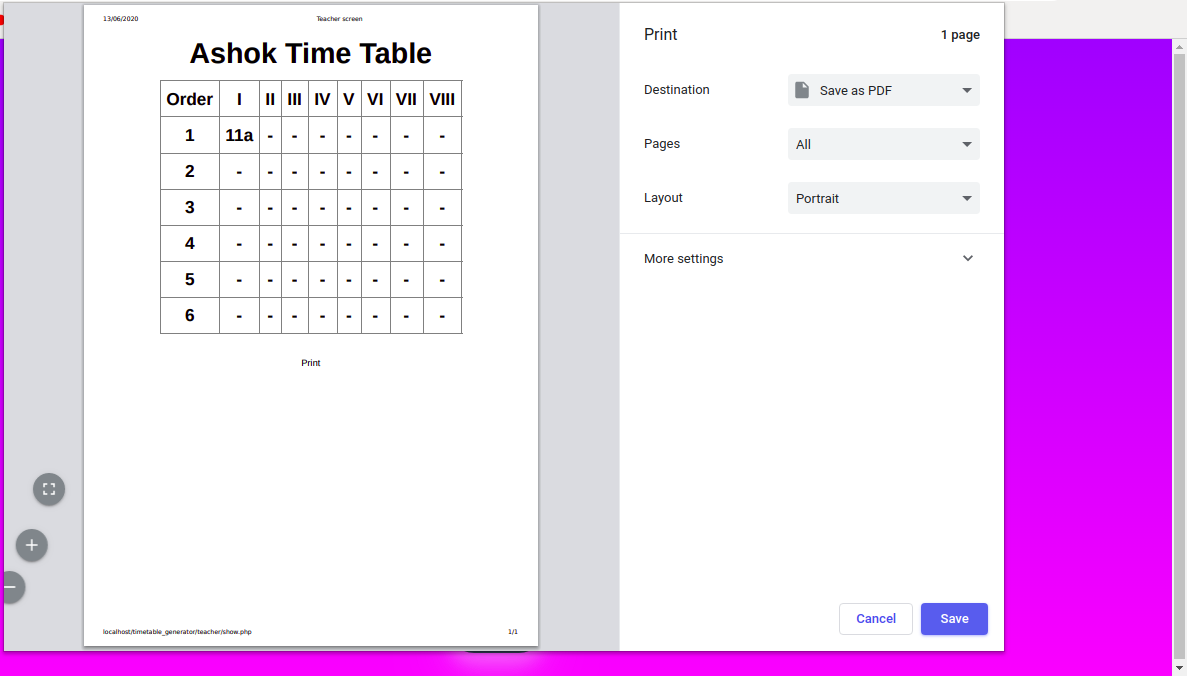 13/06/2020 Teacher screen
Ashok Time Table
Order I II III IV V VI VII VIII
1 11a - - - - - - -
2 - - - - - - - -
3 - - - - - - - -
4 - - - - - - - -
5 - - - - - - - -
6 - - - - - - - -
Print
localhost/timetable_generator/teacher/show.php 1/1
Print 1 page
Destination Save as PDF
Pages All
Layout Portrait
More settings
Cancel Save